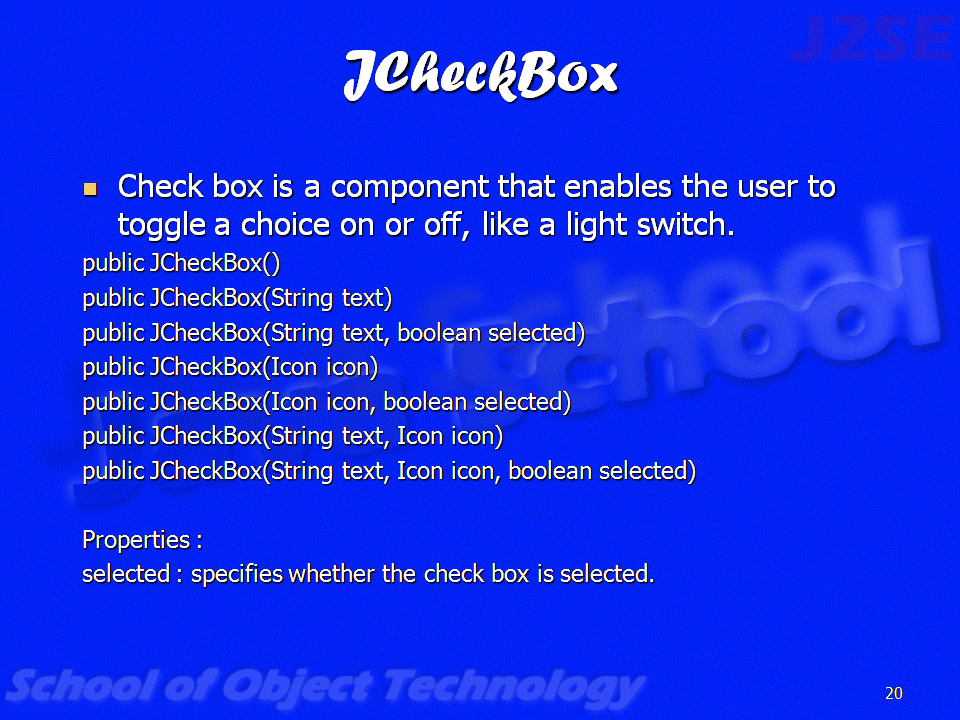 J2SE
JCheckBox
Check box is a component that enables the user to
toggle a choice on or off, like a light switch.
public JCheckBox()
public JCheckBox(String text)
public JCheckBox(String text, boolean selected)
public JCheckBox(Icon icon)
public JCheckBox(Icon icon, boolean selected)
public JCheckBox(String text, Icon icon)
public JCheckBox(String text, Icon icon, boolean selected)
Properties :
selected : specifies whether the check box is selected.
Java School
School of Object Technology
20